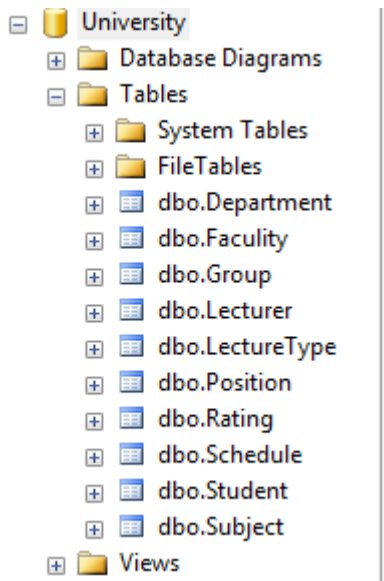 University
Database Diagrams
Tables
System Tables
FileTables
dbo.Department
dbo.Faculity
dbo.Group
dbo.Lecturer
dbo.LectureType
dbo.Position
dbo.Rating
dbo.Schedule
dbo.Student
dbo.Subject
Views